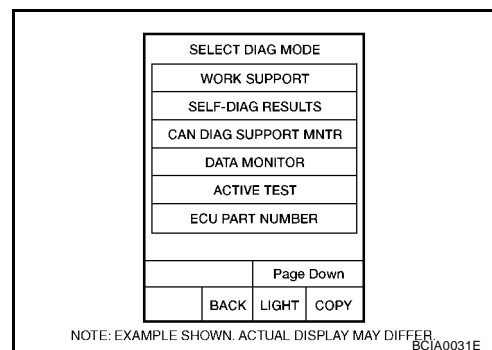 SELECT DIAG MODE
WORK SUPPORT
SELF-DIAG RESULTS
CAN DIAG SUPPORT MNTR
DATA MONITOR
ACTIVE TEST
ECU PART NUMBER
Page Down
BACK LIGHT COPY
NOTE: EXAMPLE SHOWN. ACTUAL DISPLAY MAY DIFFER.
BCIA0031E